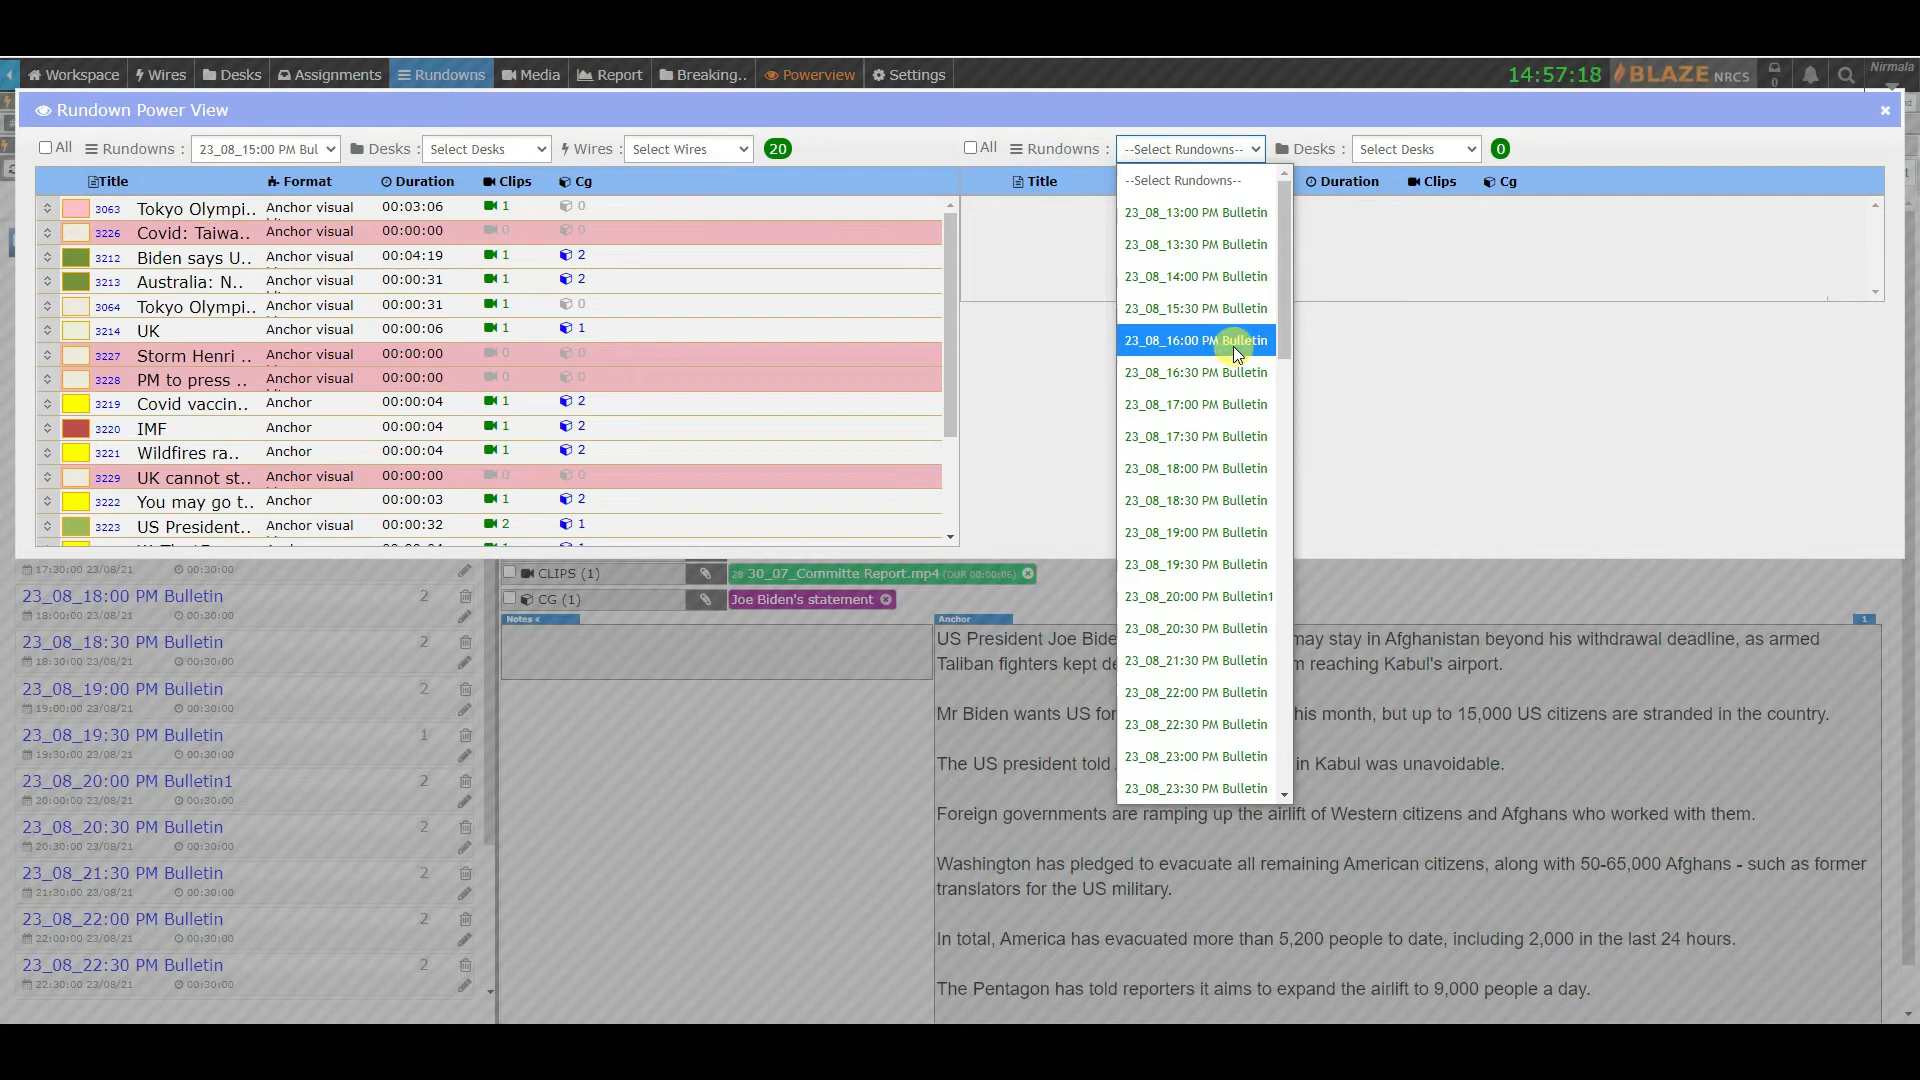 Workspace Wires Desks Assignments Rundowns Media Report Breaking.. Powerview Settings 14:57:18 BLAZE NRCS 0 Nirmala
Rundown Power View
All Rundowns : 23_08_15:00 PM Bul Desks : Select Desks Wires : Select Wires 20 All Rundowns : --Select Rundowns-- Desks : Select Desks 0
Title Format Duration Clips Cg Title Duration Clips Cg
3063 Tokyo Olympi.. Anchor visual 00:03:06 1 0
3226 Covid: Taiwa.. Anchor visual 00:00:00 0 0
3212 Biden says U.. Anchor visual 00:04:19 1 2
3213 Australia: N.. Anchor visual 00:00:31 1 2
3064 Tokyo Olympi.. Anchor visual 00:00:31 1 0
3214 UK Anchor visual 00:00:06 1 1
3227 Storm Henri .. Anchor visual 00:00:00 0 0
3228 PM to press .. Anchor visual 00:00:00 0 0
3219 Covid vaccin.. Anchor 00:00:04 1 2
3220 IMF Anchor 00:00:04 1 2
3221 Wildfires ra.. Anchor 00:00:04 1 2
3229 UK cannot st.. Anchor visual 00:00:00 0 0
3222 You may go t.. Anchor 00:00:03 1 2
3223 US President.. Anchor visual 00:00:32 2 1
--Select Rundowns--
23_08_13:00 PM Bulletin
23_08_13:30 PM Bulletin
23_08_14:00 PM Bulletin
23_08_15:30 PM Bulletin
23_08_16:00 PM Bulletin
23_08_16:30 PM Bulletin
23_08_17:00 PM Bulletin
23_08_17:30 PM Bulletin
23_08_18:00 PM Bulletin
23_08_18:30 PM Bulletin
23_08_19:00 PM Bulletin
23_08_19:30 PM Bulletin
23_08_20:00 PM Bulletin1
23_08_20:30 PM Bulletin
23_08_21:30 PM Bulletin
23_08_22:00 PM Bulletin
23_08_22:30 PM Bulletin
23_08_23:00 PM Bulletin
23_08_23:30 PM Bulletin
17:30:00 23/08/21 00:30:00
23_08_18:00 PM Bulletin 2
18:00:00 23/08/21 00:30:00
23_08_18:30 PM Bulletin 2
18:30:00 23/08/21 00:30:00
23_08_19:00 PM Bulletin 2
19:00:00 23/08/21 00:30:00
23_08_19:30 PM Bulletin 1
19:30:00 23/08/21 00:30:00
23_08_20:00 PM Bulletin1 2
20:00:00 23/08/21 00:30:00
23_08_20:30 PM Bulletin 2
20:30:00 23/08/21 00:30:00
23_08_21:30 PM Bulletin 2
21:30:00 23/08/21 00:30:00
23_08_22:00 PM Bulletin 2
22:00:00 23/08/21 00:30:00
23_08_22:30 PM Bulletin 2
22:30:00 23/08/21 00:30:00
CLIPS (1) 28 30_07_Committe Report.mp4 (DUR 00:00:06)
CG (1) Joe Biden's statement
Notes < Anchor 1
US President Joe Bide may stay in Afghanistan beyond his withdrawal deadline, as armed
Taliban fighters kept de m reaching Kabul's airport.
Mr Biden wants US for his month, but up to 15,000 US citizens are stranded in the country.
The US president told in Kabul was unavoidable.
Foreign governments are ramping up the airlift of Western citizens and Afghans who worked with them.
Washington has pledged to evacuate all remaining American citizens, along with 50-65,000 Afghans - such as former
translators for the US military.
In total, America has evacuated more than 5,200 people to date, including 2,000 in the last 24 hours.
The Pentagon has told reporters it aims to expand the airlift to 9,000 people a day.